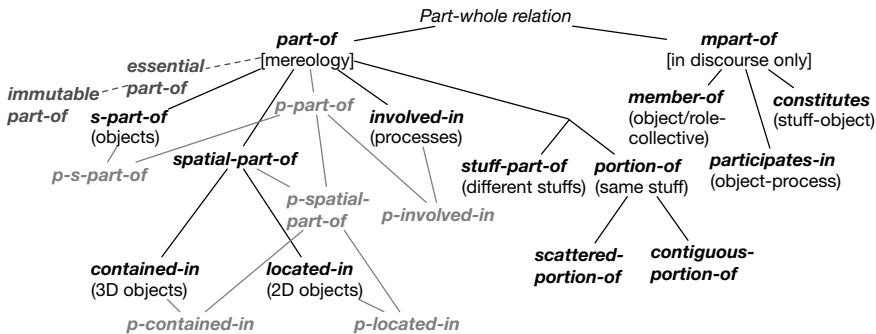 Part-whole relation
part-of
[mereology]
mpart-of
[in discourse only]
essential
part-of
immutable
part-of
s-part-of
(objects)
p-part-of
involved-in
(processes)
member-of
(object/role-
collective)
constitutes
(stuff-object)
p-s-part-of
spatial-part-of
stuff-part-of
(different stuffs)
portion-of
(same stuff)
participates-in
(object-process)
p-spatial-
part-of
p-involved-in
scattered-
portion-of
contiguous-
portion-of
contained-in
(3D objects)
located-in
(2D objects)
p-contained-in
p-located-in